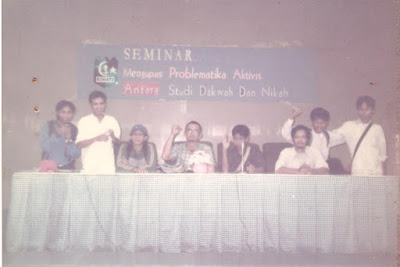 SEMINAR
Mengupas Problematika Aktivis
Antara Studi Dakwah Dan Nikah